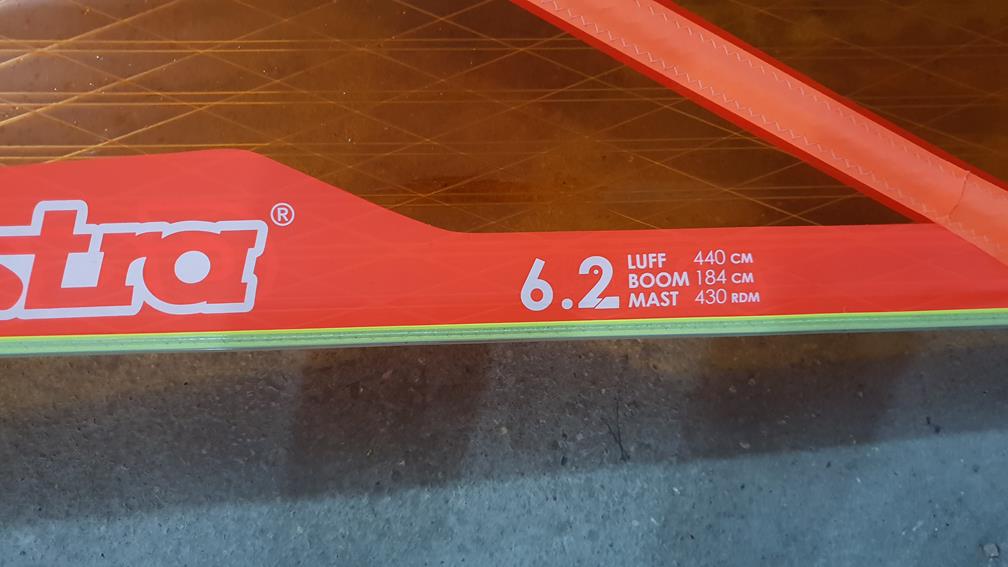 stra®
6.2
LUFF 440 CM
BOOM 184 CM
MAST 430 RDM